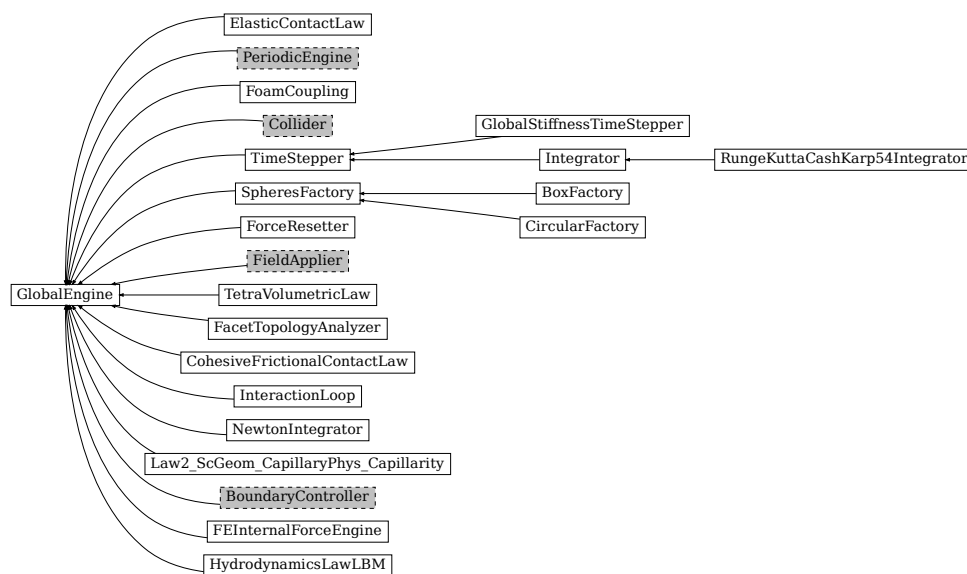 ElasticContactLaw
PeriodicEngine
FoamCoupling
Collider
GlobalStiffnessTimeStepper
TimeStepper
Integrator
RungeKuttaCashKarp54Integrator
SpheresFactory
BoxFactory
ForceResetter
CircularFactory
FieldApplier
GlobalEngine
TetraVolumetricLaw
FacetTopologyAnalyzer
CohesiveFrictionalContactLaw
InteractionLoop
NewtonIntegrator
Law2_ScGeom_CapillaryPhys_Capillarity
BoundaryController
FEInternalForceEngine
HydrodynamicsLawLBM